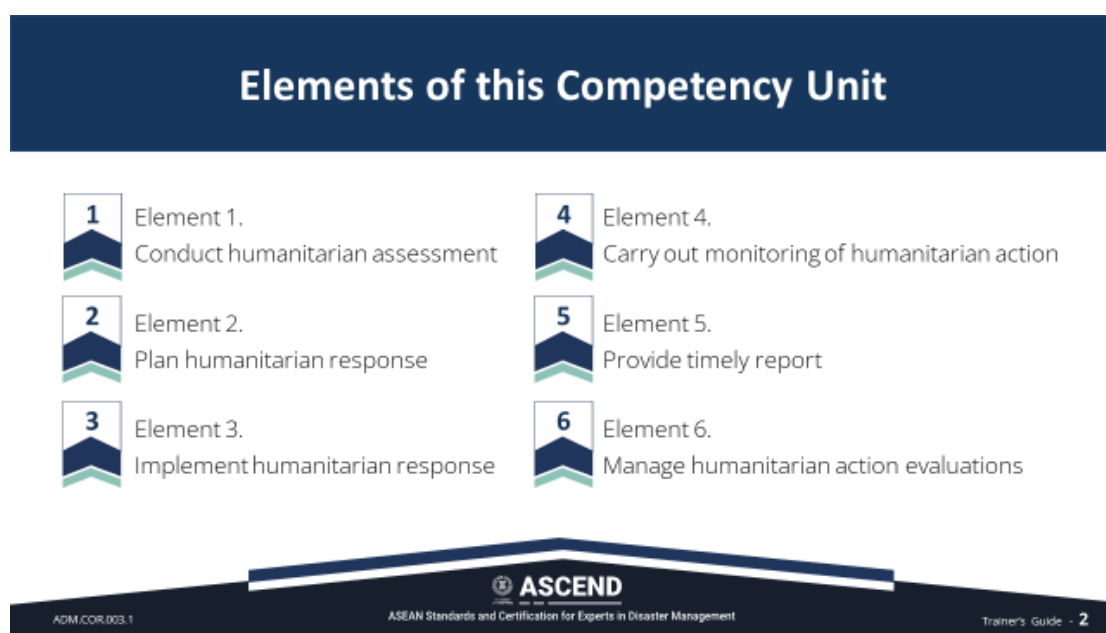 Elements of this Competency Unit
1
Element 1.
Conduct humanitarian assessment
2
Element 2.
Plan humanitarian response
3
Element 3.
Implement humanitarian response
4
Element 4.
Carry out monitoring of humanitarian action
5
Element 5.
Provide timely report
6
Element 6.
Manage humanitarian action evaluations
ASCEND
ASEAN Standards and Certification for Experts in Disaster Management
ADM.COR.003.1
Trainer's Guide - 2